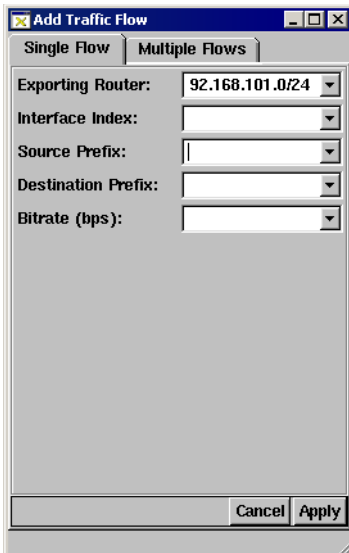 Add Traffic Flow
Single Flow Multiple Flows
Exporting Router: 92.168.101.0/24
Interface Index:
Source Prefix:
Destination Prefix:
Bitrate (bps):
Cancel Apply